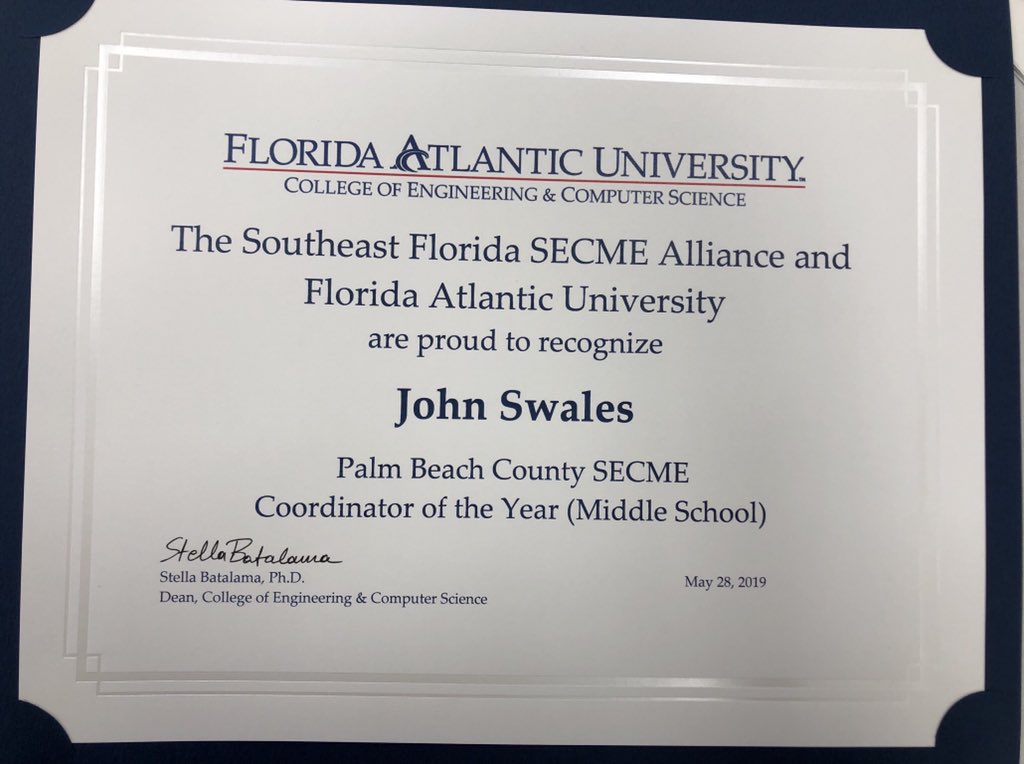 FLORIDA ATLANTIC UNIVERSITY™
COLLEGE OF ENGINEERING & COMPUTER SCIENCE
The Southeast Florida SECME Alliance and
Florida Atlantic University
are proud to recognize
John Swales
Palm Beach County SECME
Coordinator of the Year (Middle School)
Stella Batalama
Stella Batalama, Ph.D.
Dean, College of Engineering & Computer Science
May 28, 2019